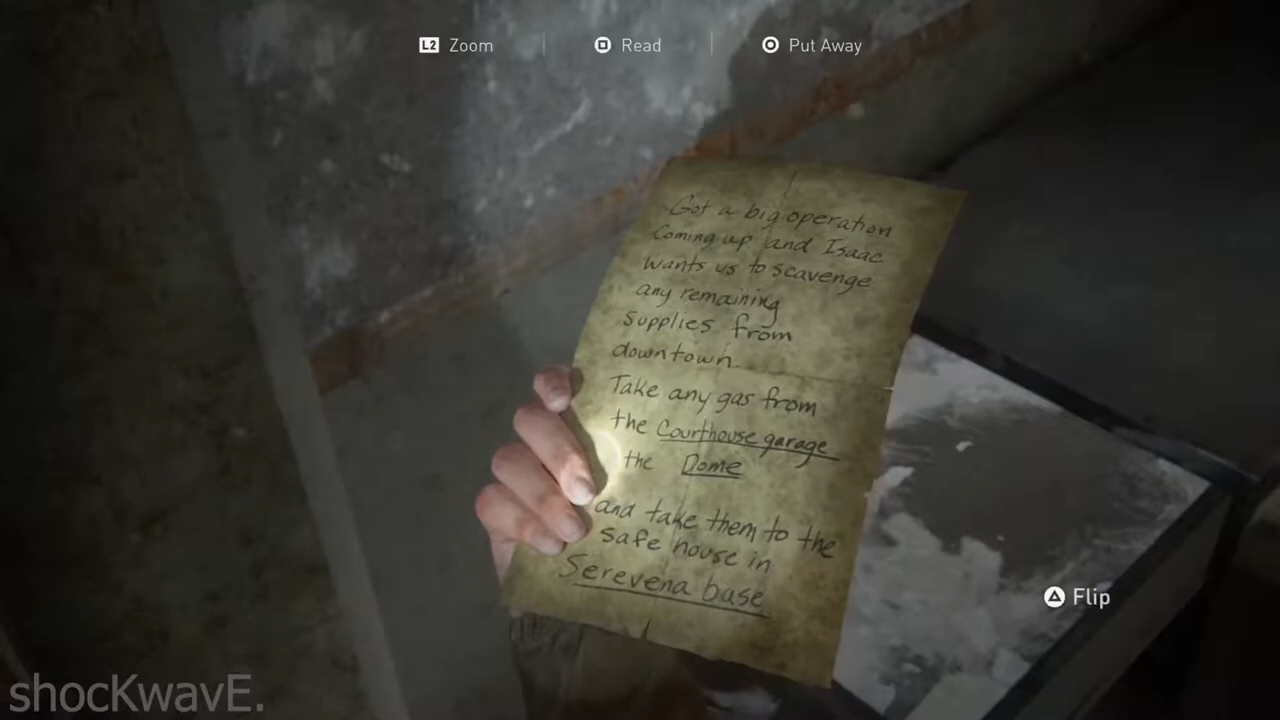 L2 Zoom
Read
Put Away
Got a big operation
Coming up and Isaac
wants us to scavenge
any remaining
supplies from
downtown.
Take any gas from
the Courthouse garage
the Dome
and take them to the
safe house in
Serevena base
Flip
shocKwavE.